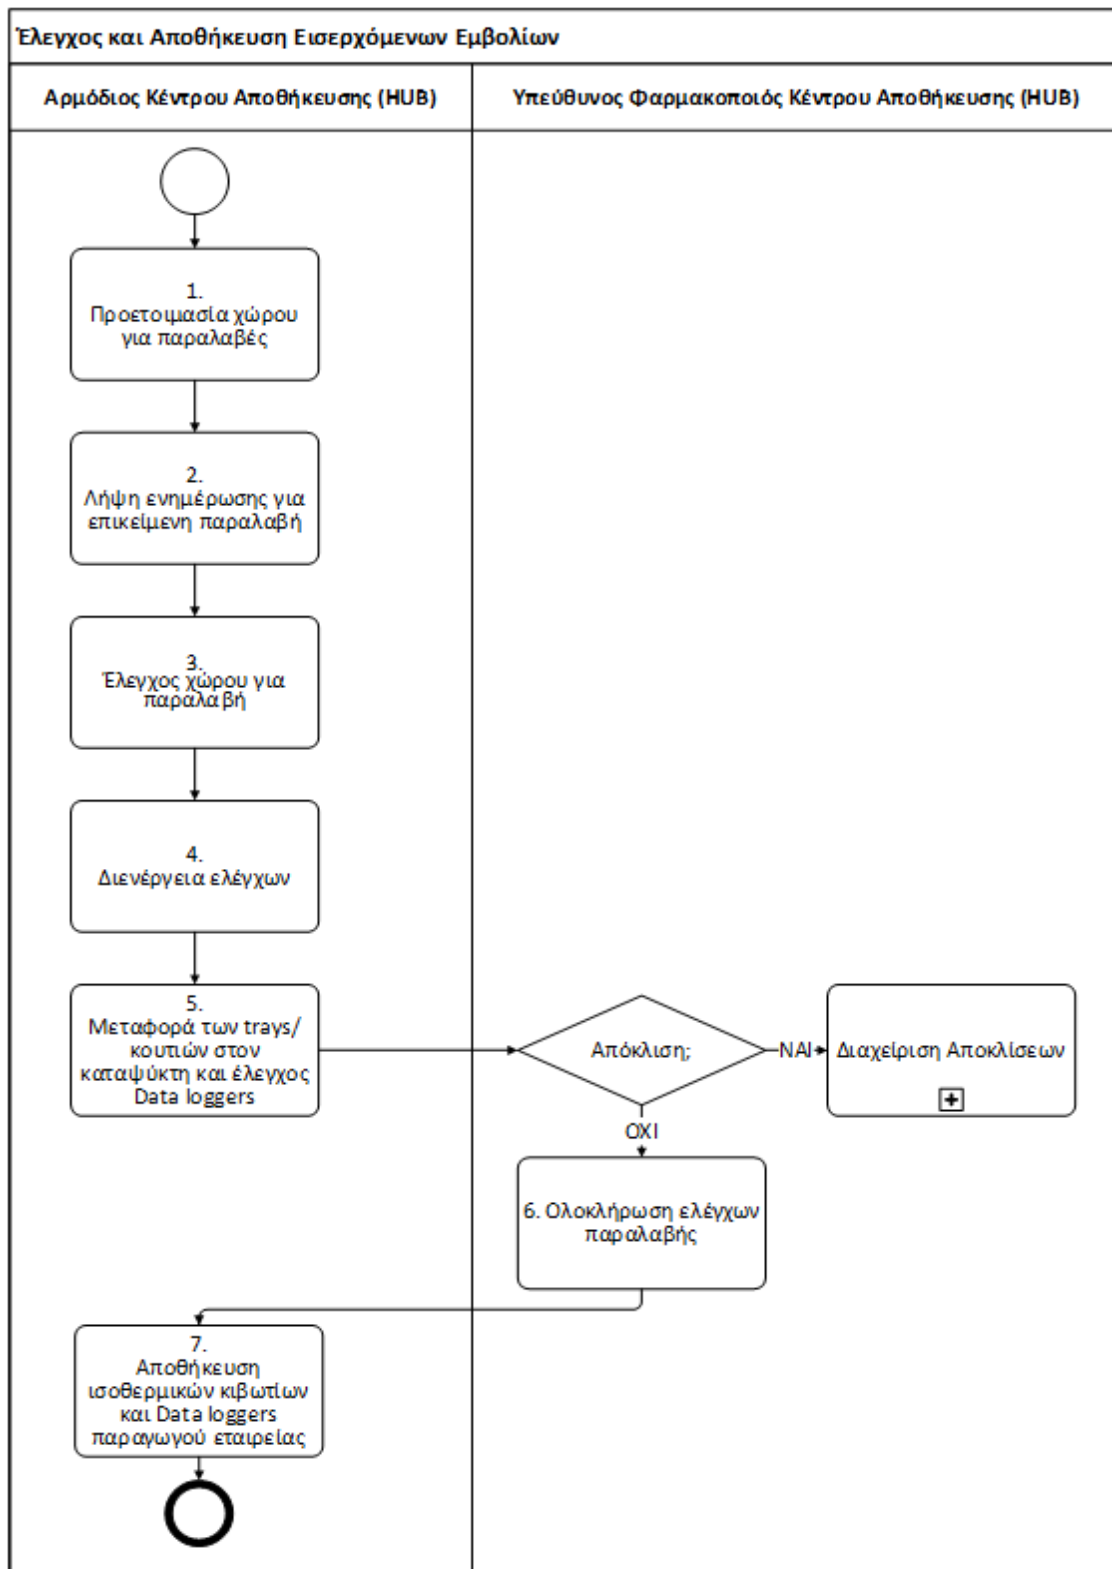 Έλεγχος και Αποθήκευση Εισερχόμενων Εμβολίων
Αρμόδιος Κέντρου Αποθήκευσης (HUB)
Υπεύθυνος Φαρμακοποιός Κέντρου Αποθήκευσης (HUB)
1.
Προετοιμασία χώρου
για παραλαβές
2.
Λήψη ενημέρωσης για
επικείμενη παραλαβή
3.
Έλεγχος χώρου για
παραλαβή
4.
Διενέργεια ελέγχων
5.
Μεταφορά των trays/
κουτιών στον
καταψύκτη και έλεγχος
Data loggers
Απόκλιση;
ΝΑΙ
Διαχείριση Αποκλίσεων
ΟΧΙ
6. Ολοκλήρωση ελέγχων
παραλαβής
7.
Αποθήκευση
ισοθερμικών κιβωτίων
και Data loggers
παραγωγού εταιρείας